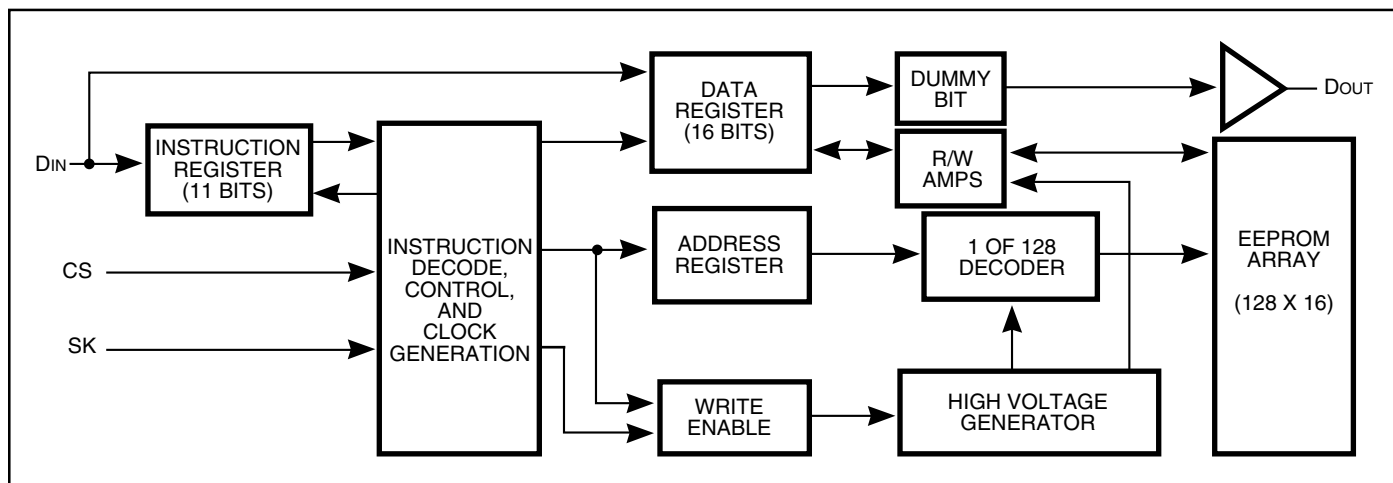 DIN
INSTRUCTION
REGISTER
(11 BITS)
CS
SK
INSTRUCTION
DECODE,
CONTROL,
AND
CLOCK
GENERATION
DATA
REGISTER
(16 BITS)
ADDRESS
REGISTER
WRITE
ENABLE
DUMMY
BIT
R/W
AMPS
1 OF 128
DECODER
HIGH VOLTAGE
GENERATOR
DOUT
EEPROM
ARRAY
(128 X 16)